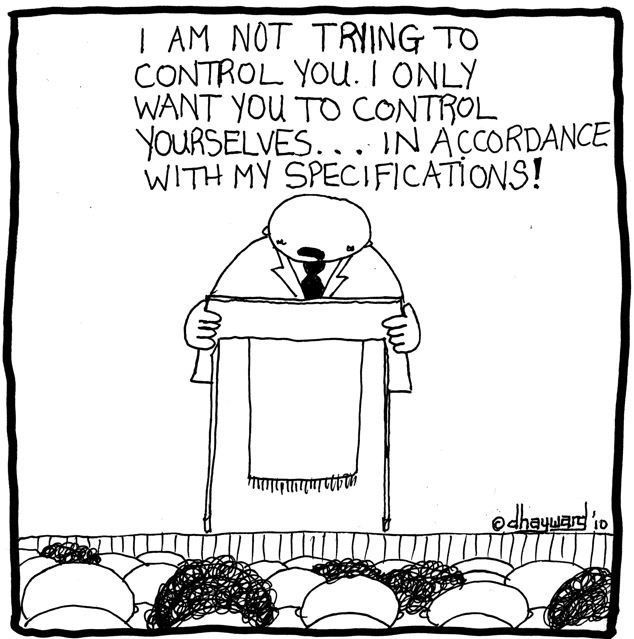 I AM NOT TRYING TO
CONTROL YOU. I ONLY
WANT YOU TO CONTROL
YOURSELVES... IN ACCORDANCE
WITH MY SPECIFICATIONS!
© dhayward '10